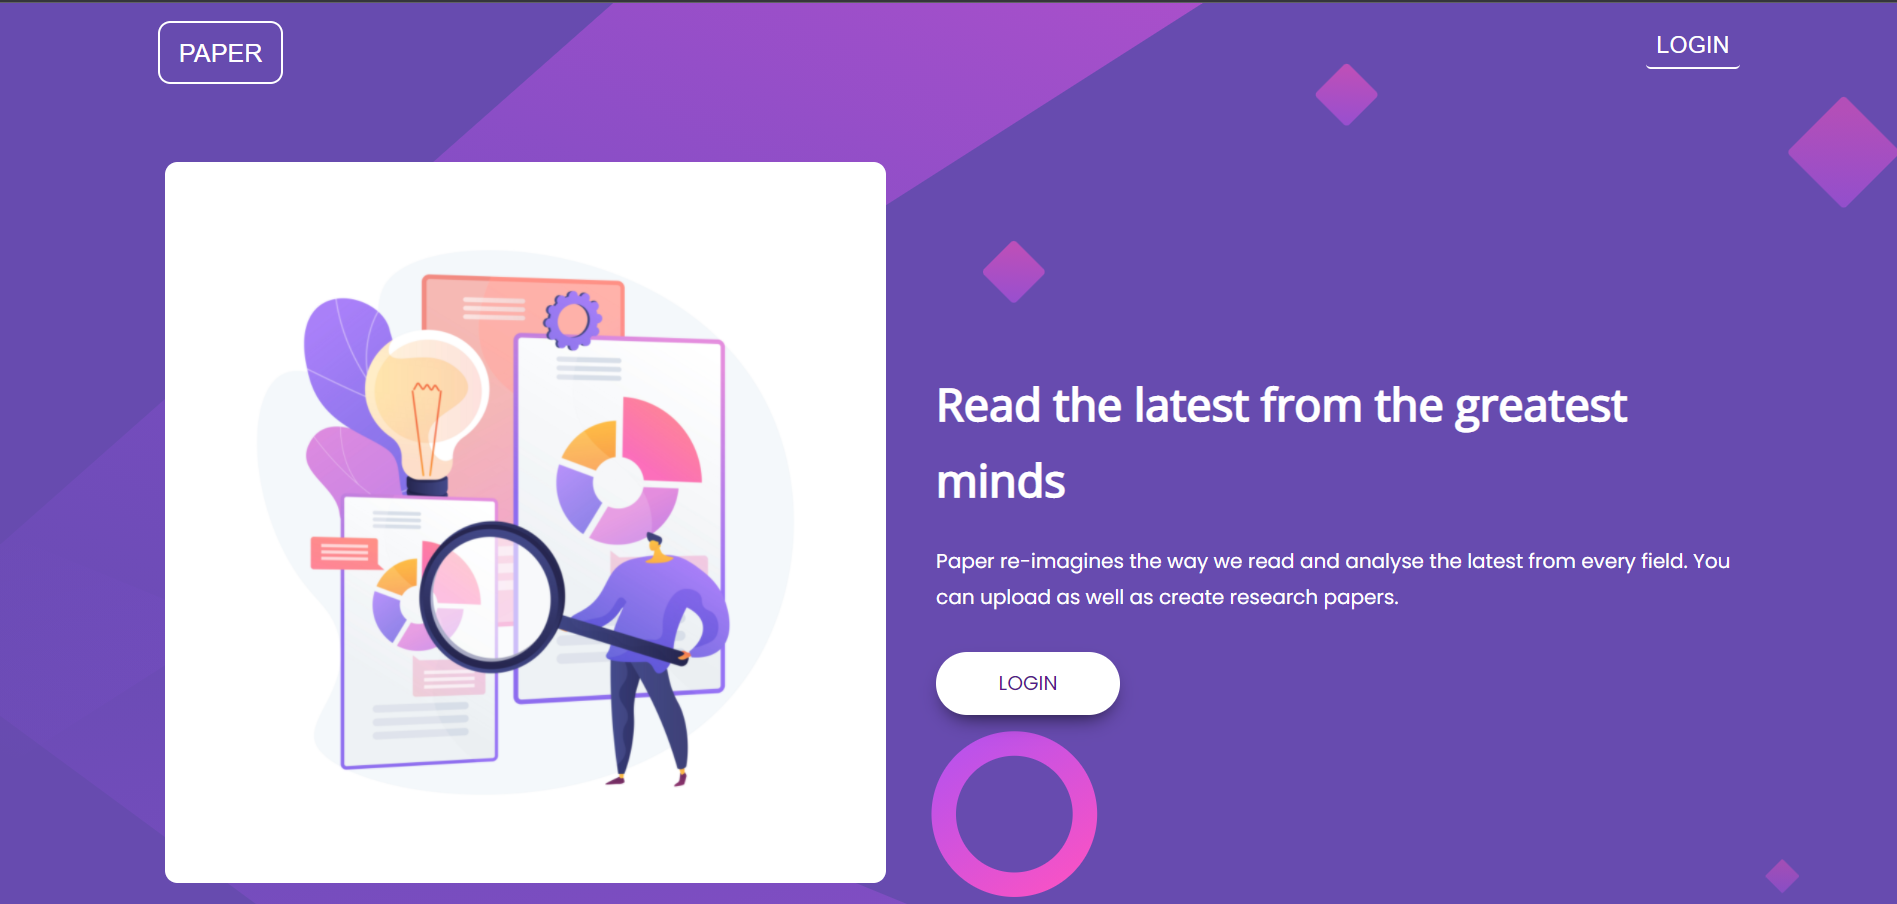 PAPER
LOGIN
Read the latest from the greatest
minds
Paper re-imagines the way we read and analyse the latest from every field. You
can upload as well as create research papers.
LOGIN